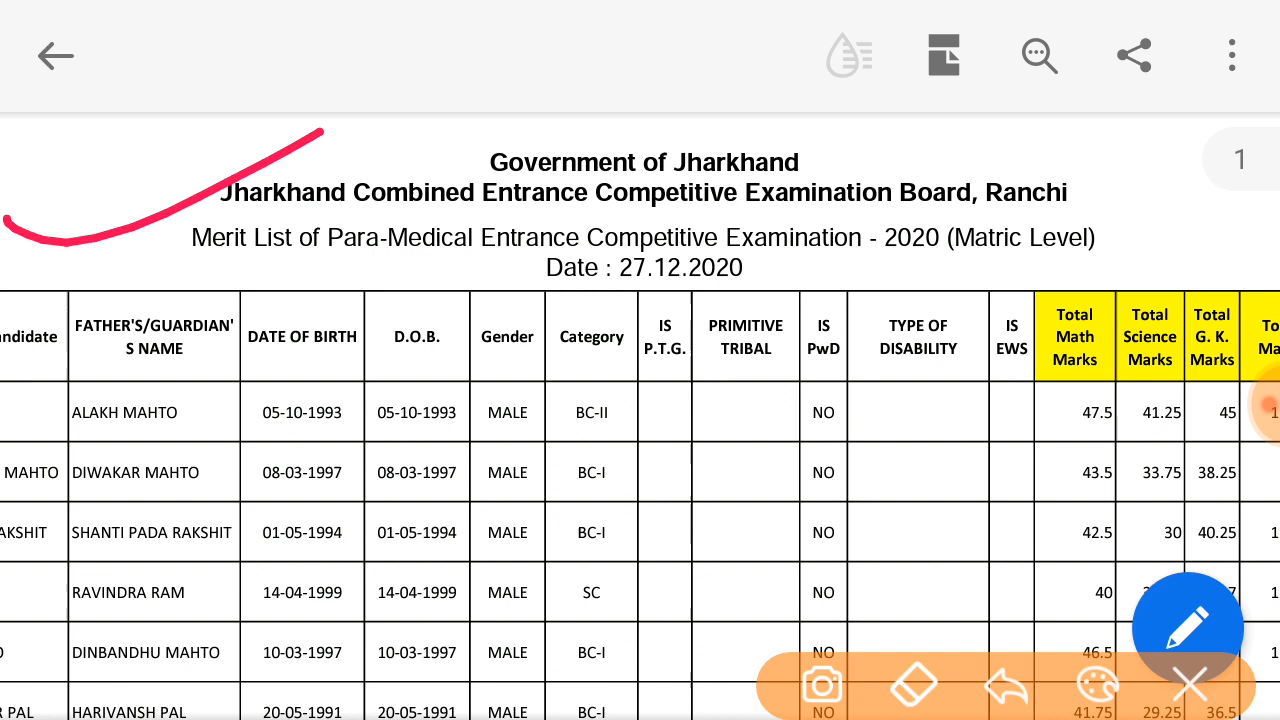 1
Government of Jharkhand
Jharkhand Combined Entrance Competitive Examination Board, Ranchi
Merit List of Para-Medical Entrance Competitive Examination - 2020 (Matric Level)
Date : 27.12.2020
andidate FATHER'S/GUARDIAN' S NAME DATE OF BIRTH D.O.B. Gender Category IS P.T.G. PRIMITIVE TRIBAL IS PwD TYPE OF DISABILITY IS EWS Total Math Marks Total Science Marks Total G. K. Marks To Ma
ALAKH MAHTO 05-10-1993 05-10-1993 MALE BC-II NO 47.5 41.25 45 1
MAHTO DIWAKAR MAHTO 08-03-1997 08-03-1997 MALE BC-I NO 43.5 33.75 38.25
AKSHIT SHANTI PADA RAKSHIT 01-05-1994 01-05-1994 MALE BC-I NO 42.5 30 40.25 1
RAVINDRA RAM 14-04-1999 14-04-1999 MALE SC NO 40 1
O DINBANDHU MAHTO 10-03-1997 10-03-1997 MALE BC-I NO 46.5 1
R PAL HARIVANSH PAL 20-05-1991 20-05-1991 MALE BC-I NO 41.75 29.25 36.5